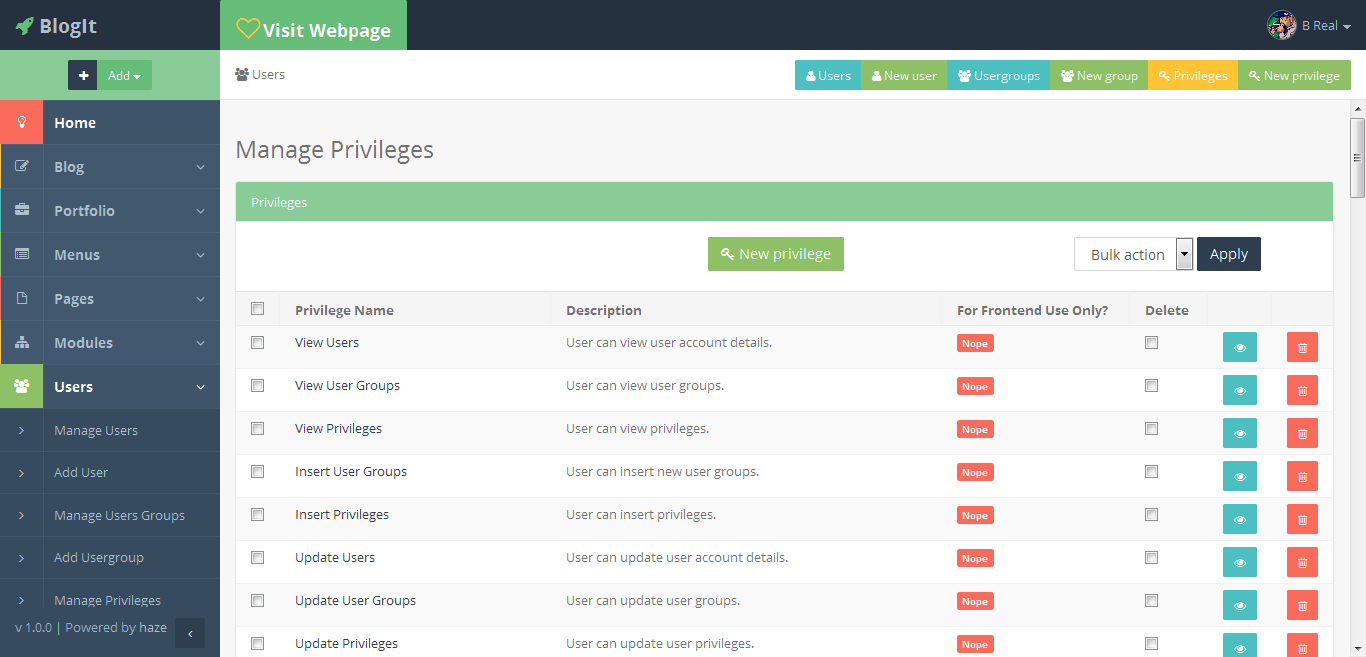 BlogIt
Visit Webpage
B Real
Add
Users
Users
New user
Usergroups
New group
Privileges
New privilege
Home
Blog
Portfolio
Menus
Pages
Modules
Users
Manage Users
Add User
Manage Users Groups
Add Usergroup
Manage Privileges
v 1.0.0 | Powered by haze
Manage Privileges
Privileges
New privilege
Bulk action
Apply
Privilege Name Description For Frontend Use Only? Delete
View Users User can view user account details. Nope
View User Groups User can view user groups. Nope
View Privileges User can view privileges. Nope
Insert User Groups User can insert new user groups. Nope
Insert Privileges User can insert privileges. Nope
Update Users User can update user account details. Nope
Update User Groups User can update user groups. Nope
Update Privileges User can update user privileges. Nope